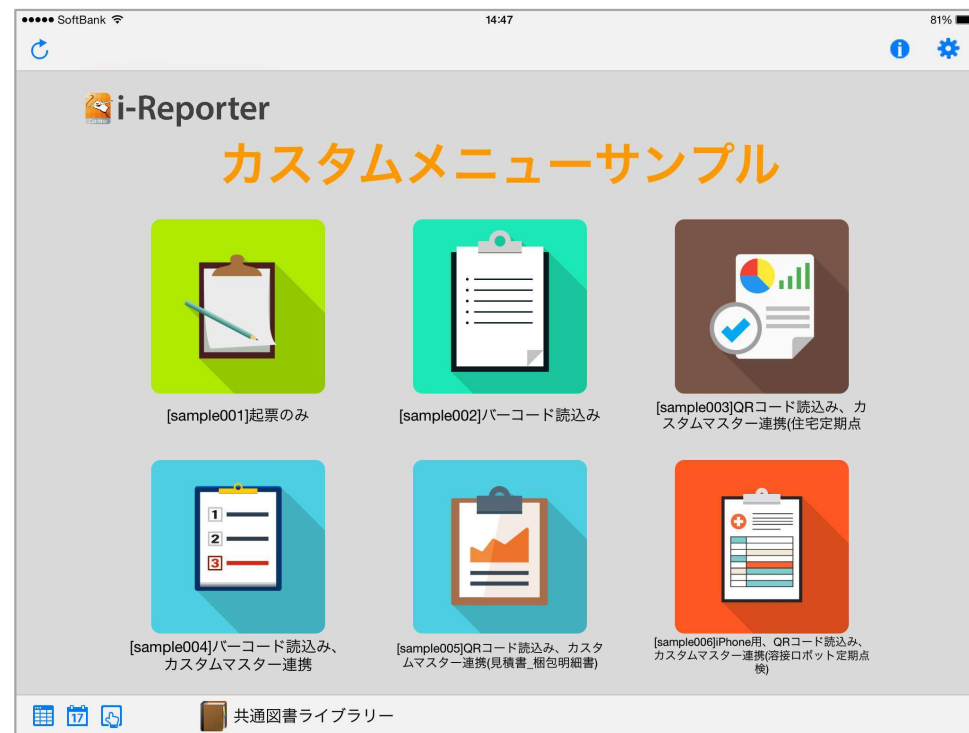 SoftBank 14:47 81%
i-Reporter
カスタムメニューサンプル
[sample001]起票のみ
[sample002]バーコード読込み
[sample003]QRコード読込み、カ
スタムマスター連携(住宅定期点
1
2
3
[sample004]バーコード読込み、
カスタムマスター連携
[sample005]QRコード読込み、カスタ
ムマスター連携(見積書_梱包明細書)
[sample006]iPhone用、QRコード読込み、
カスタムマスター連携(溶接ロボット定期点
検)
17
共通図書ライブラリー